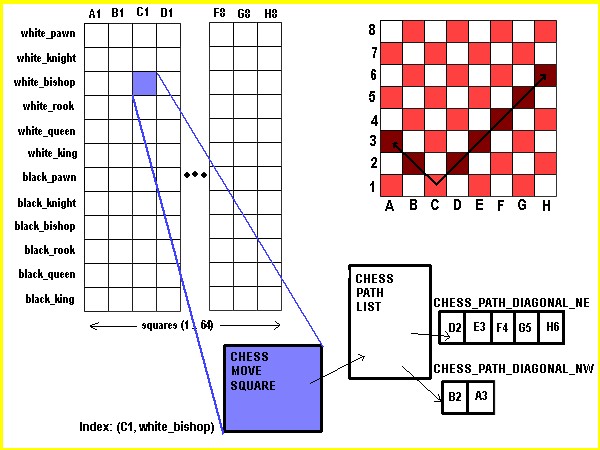 A1 B1 C1 D1 F8 G8 H8
white_pawn
white_knight
white_bishop
white_rook
white_queen
white_king
black_pawn
black_knight
black_bishop
black_rook
black_queen
black_king
squares (1 - 64)
8
7
6
5
4
3
2
1
A B C D E F G H
CHESS
MOVE
SQUARE
Index: (C1, white_bishop)
CHESS
PATH
LIST
CHESS_PATH_DIAGONAL_NE
D2 E3 F4 G5 H6
CHESS_PATH_DIAGONAL_NW
B2 A3